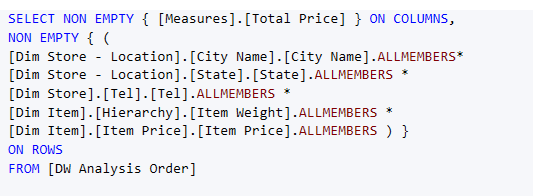 SELECT NON EMPTY { [Measures].[Total Price] } ON COLUMNS,
NON EMPTY { (
[Dim Store - Location].[City Name].[City Name].ALLMEMBERS*
[Dim Store - Location].[State].[State].ALLMEMBERS *
[Dim Store].[Tel].[Tel].ALLMEMBERS *
[Dim Item].[Hierarchy].[Item Weight].ALLMEMBERS *
[Dim Item].[Item Price].[Item Price].ALLMEMBERS ) }
ON ROWS
FROM [DW Analysis Order]